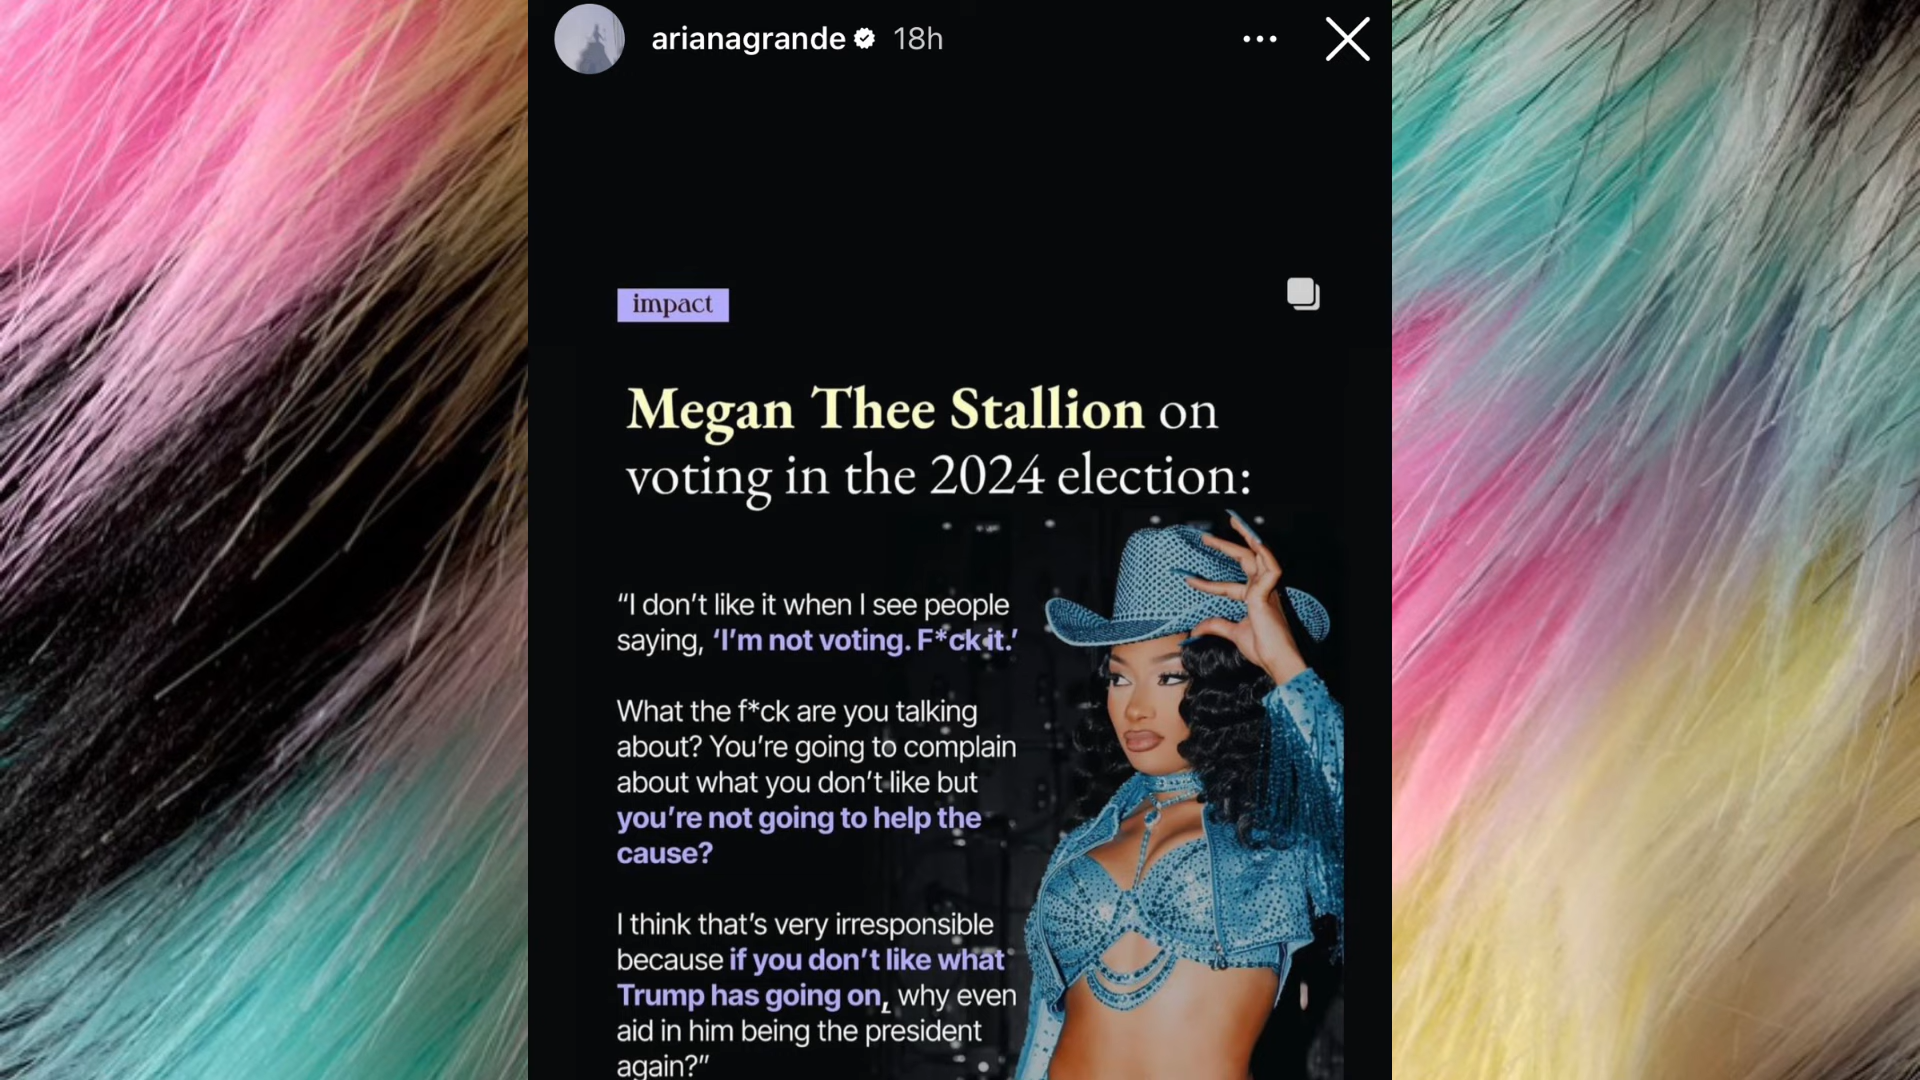 arianagrande 18h
impact
Megan Thee Stallion on
voting in the 2024 election:
“I don’t like it when I see people
saying, ‘I’m not voting. F*ck it.’
What the f*ck are you talking
about? You’re going to complain
about what you don’t like but
you’re not going to help the
cause?
I think that’s very irresponsible
because if you don’t like what
Trump has going on, why even
aid in him being the president
again?”